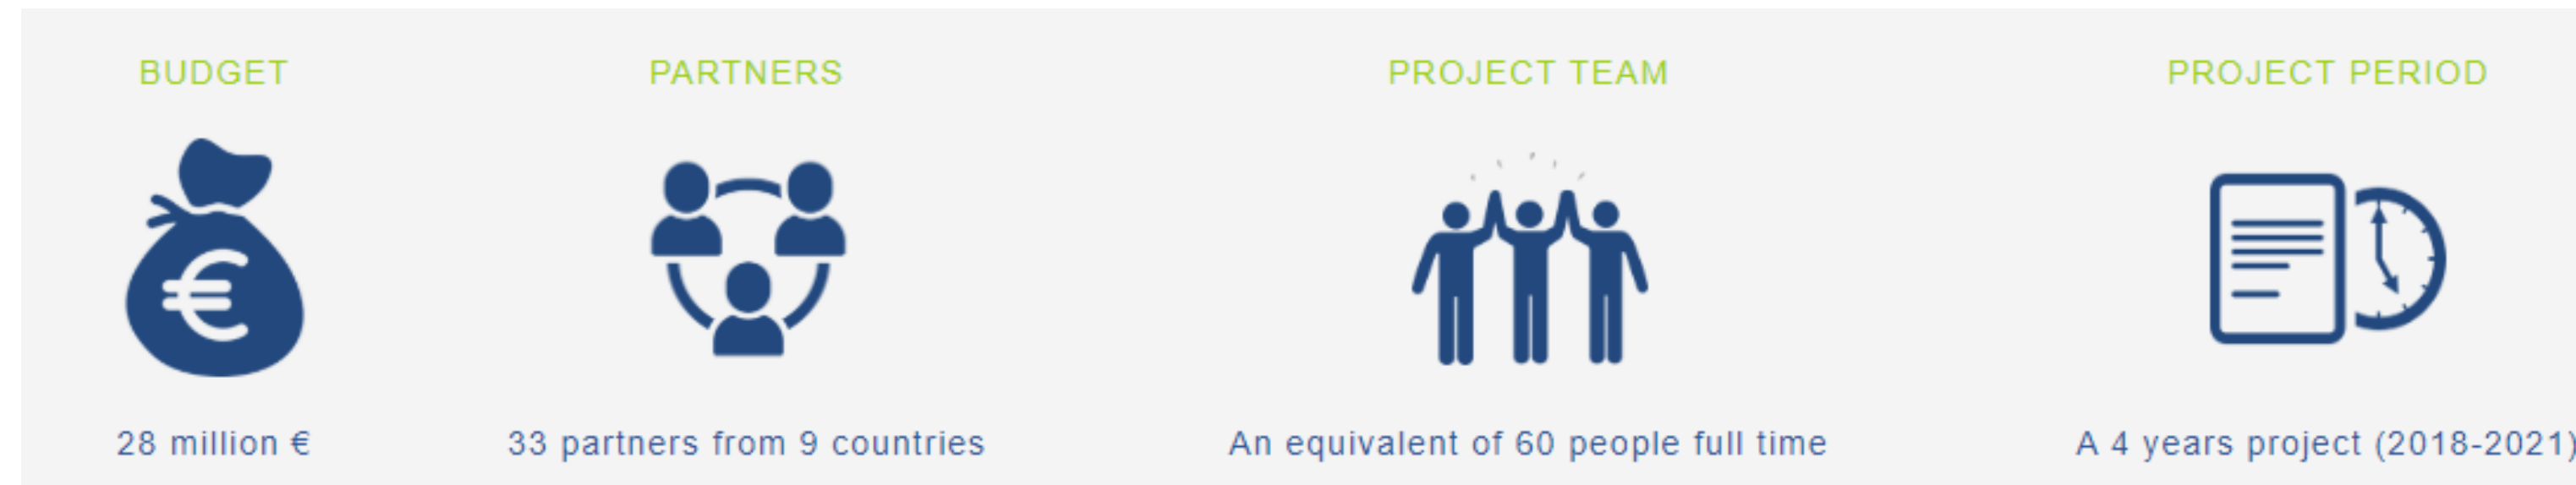 BUDGET
PARTNERS
PROJECT TEAM
PROJECT PERIOD
€
28 million €
33 partners from 9 countries
An equivalent of 60 people full time
A 4 years project (2018-2021)